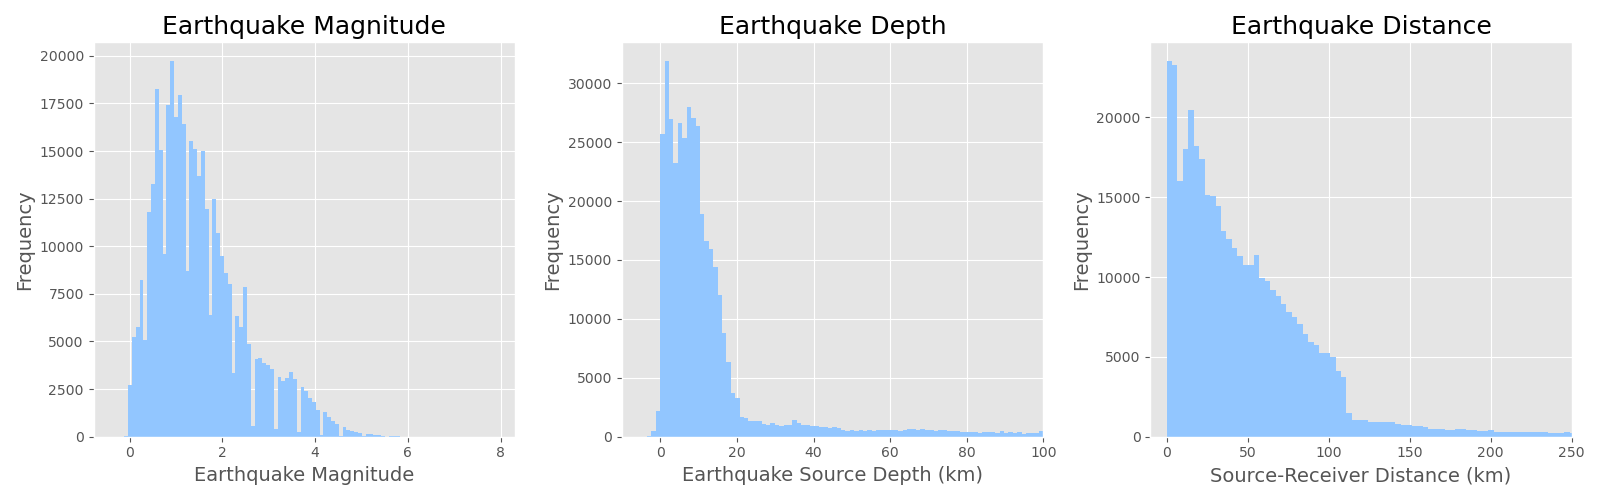 Earthquake Magnitude
20000
17500
15000
12500
10000
7500
5000
2500
0
Frequency
0 2 4 6 8
Earthquake Magnitude
Earthquake Depth
30000
25000
20000
15000
10000
5000
0
Frequency
0 20 40 60 80 100
Earthquake Source Depth (km)
Earthquake Distance
20000
15000
10000
5000
0
Frequency
0 50 100 150 200 250
Source-Receiver Distance (km)